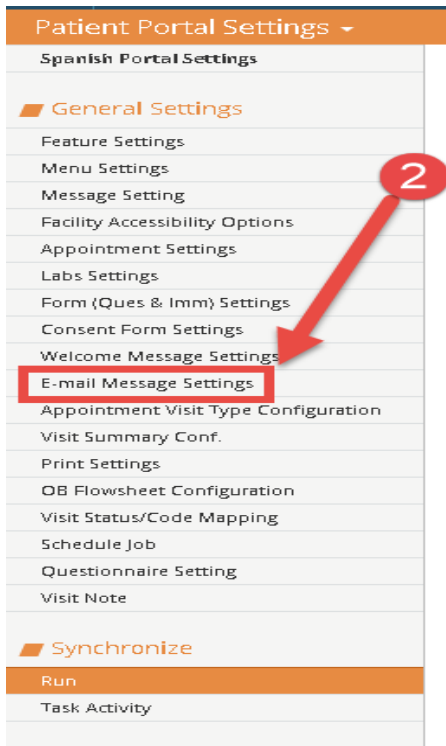 Patient Portal Settings
Spanish Portal Settings
General Settings
Feature Settings
Menu Settings
2
Message Setting
Facility Accessibility Options
Appointment Settings
Labs Settings
Form (Ques & Imm) Settings
Consent Form Settings
Welcome Message Settings
E-mail Message Settings
Appointment Visit Type Configuration
Visit Summary Conf.
Print Settings
OB Flowsheet Configuration
Visit Status/Code Mapping
Schedule Job
Questionnaire Setting
Visit Note
Synchronize
Run
Task Activity